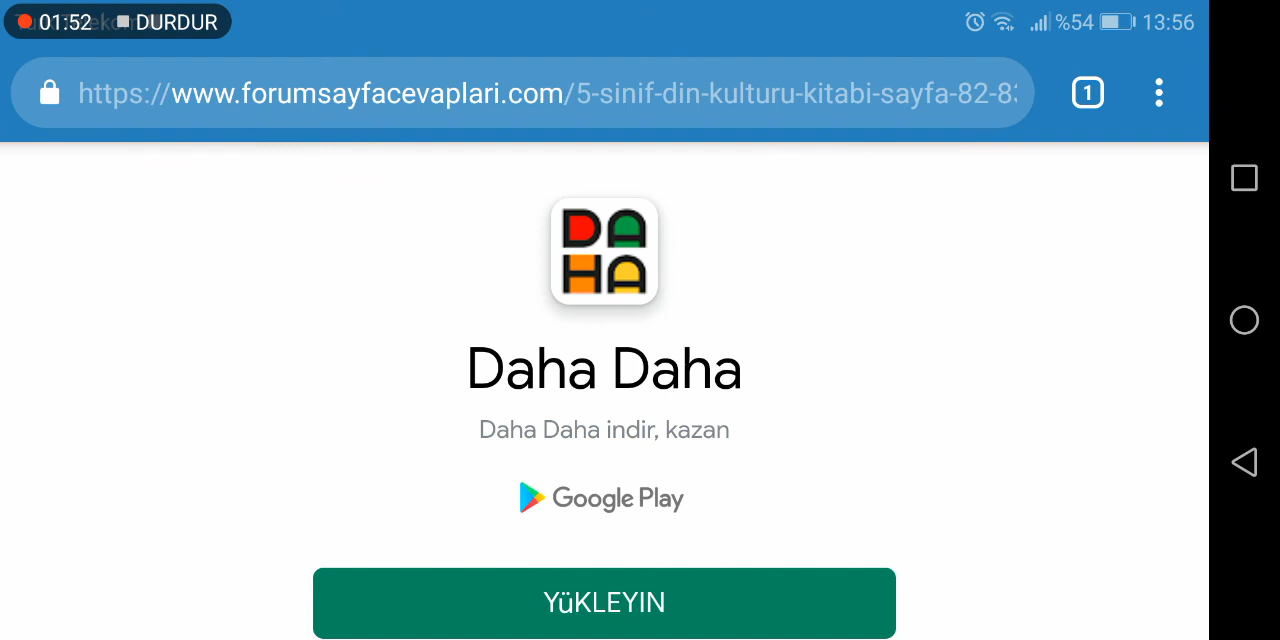 01:52 DURDUR %54 13:56
https://www.forumsayfacevaplari.com/5-sinif-din-kulturu-kitabi-sayfa-82-83
1
DA
HA
Daha Daha
Daha Daha indir, kazan
Google Play
YüKLEYIN